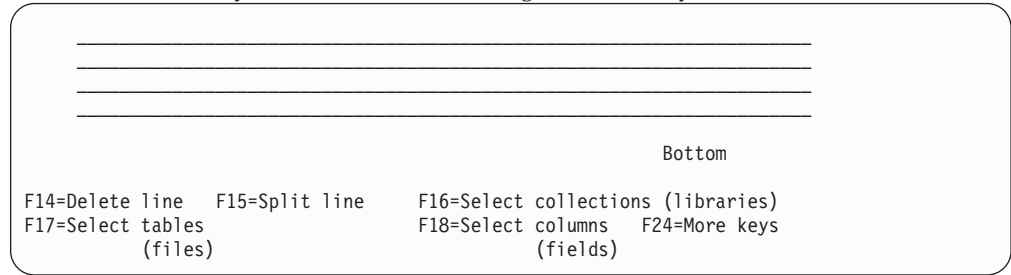 Bottom
F14=Delete line F15=Split line F16=Select collections (libraries)
F17=Select tables F18=Select columns F24=More keys
(files) (fields)